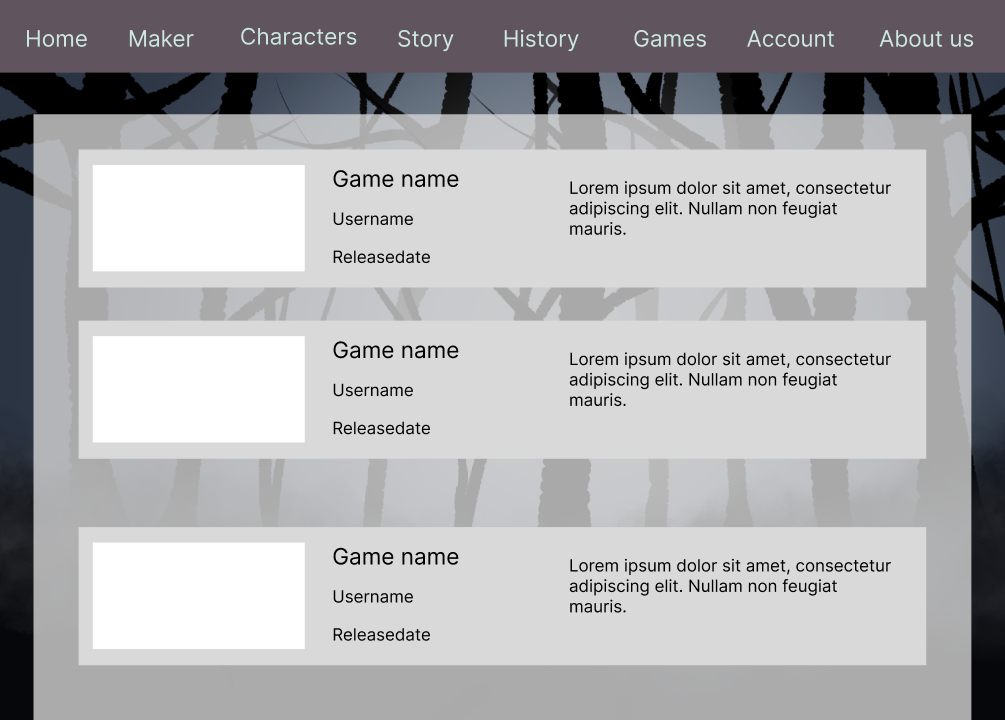 Home Maker Characters Story History Games Account About us
Game name
Username
Releasedate
Lorem ipsum dolor sit amet, consectetur
adipiscing elit. Nullam non feugiat
mauris.
Game name
Username
Releasedate
Lorem ipsum dolor sit amet, consectetur
adipiscing elit. Nullam non feugiat
mauris.
Game name
Username
Releasedate
Lorem ipsum dolor sit amet, consectetur
adipiscing elit. Nullam non feugiat
mauris.